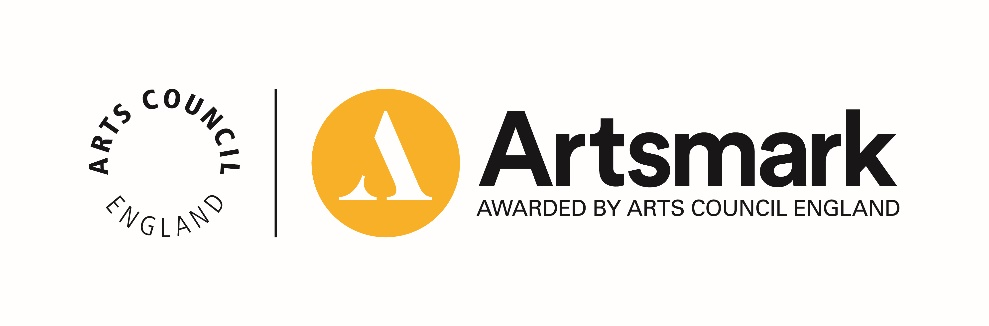 ARTS COUNCIL
ENGLAND
Artsmark
AWARDED BY ARTS COUNCIL ENGLAND